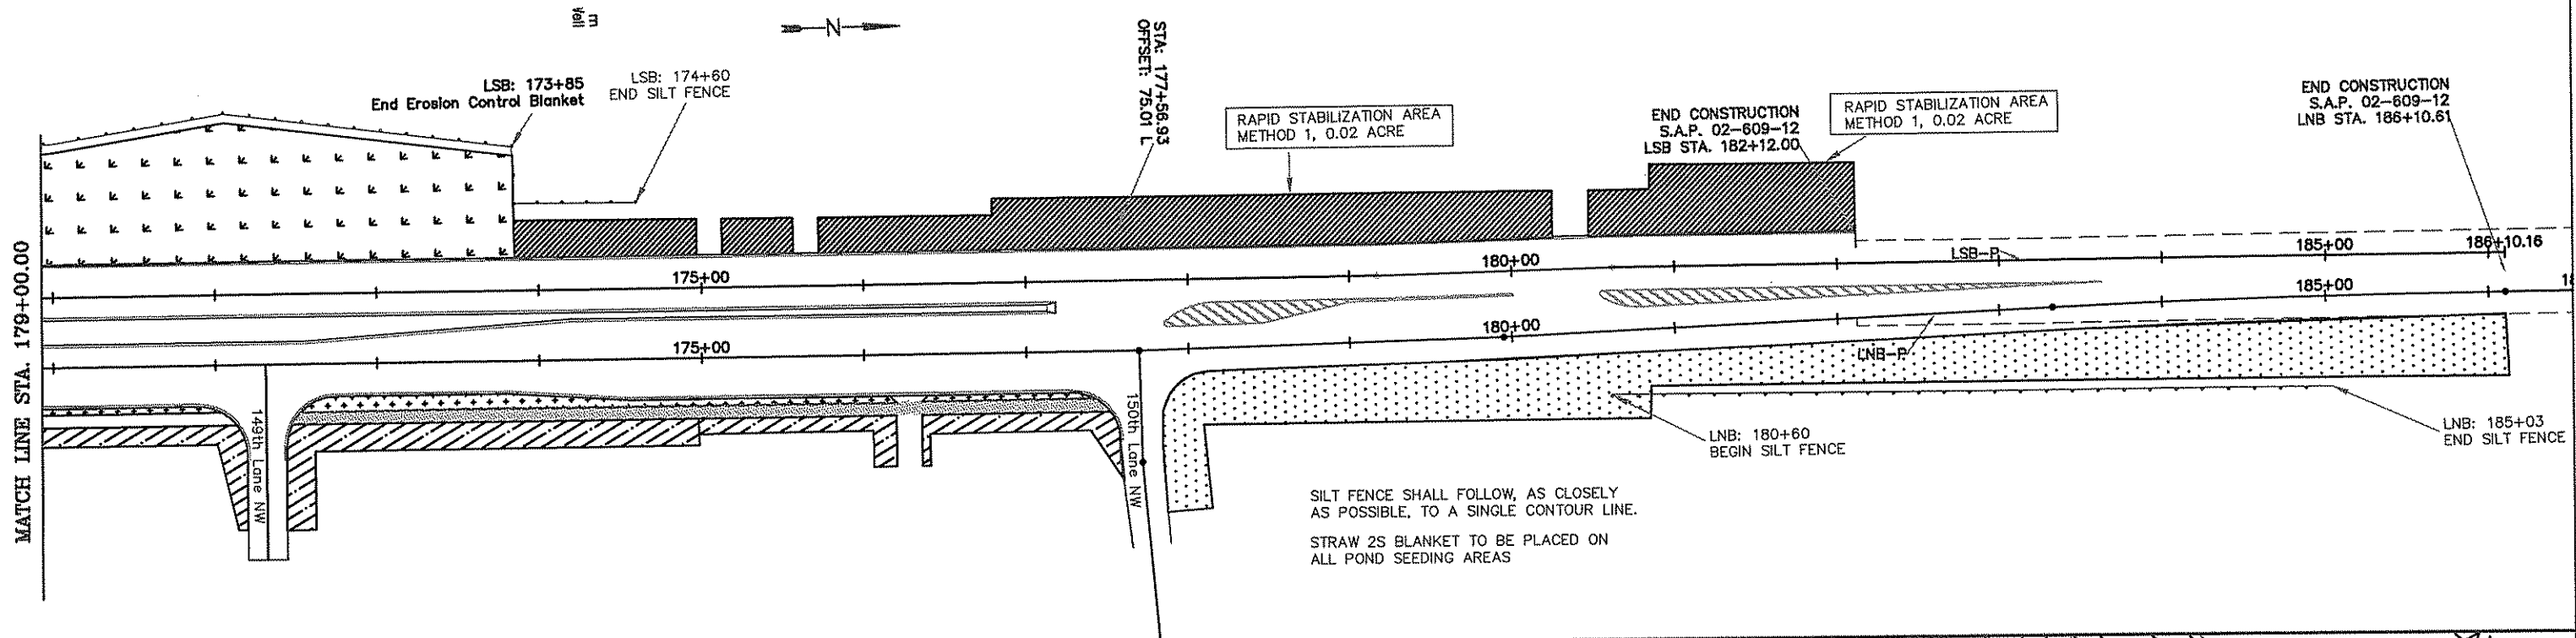 N
LSB: 173+85
End Erosion Control Blanket
LSB: 174+60
END SILT FENCE
STA: 177+56.93
OFFSET: 75.01 L
RAPID STABILIZATION AREA
METHOD 1, 0.02 ACRE
END CONSTRUCTION
S.A.P. 02-609-12
LSB STA. 182+12.00
RAPID STABILIZATION AREA
METHOD 1, 0.02 ACRE
END CONSTRUCTION
S.A.P. 02-609-12
LNB STA. 186+10.61
MATCH LINE STA. 179+00.00
175+00
180+00
LSB-P
185+00
186+10.16
175+00
180+00
LNB-P
185+00
149th Lane NW
150th Lane NW
LNB: 180+60
BEGIN SILT FENCE
LNB: 185+03
END SILT FENCE
SILT FENCE SHALL FOLLOW, AS CLOSELY
AS POSSIBLE, TO A SINGLE CONTOUR LINE.
STRAW 2S BLANKET TO BE PLACED ON
ALL POND SEEDING AREAS